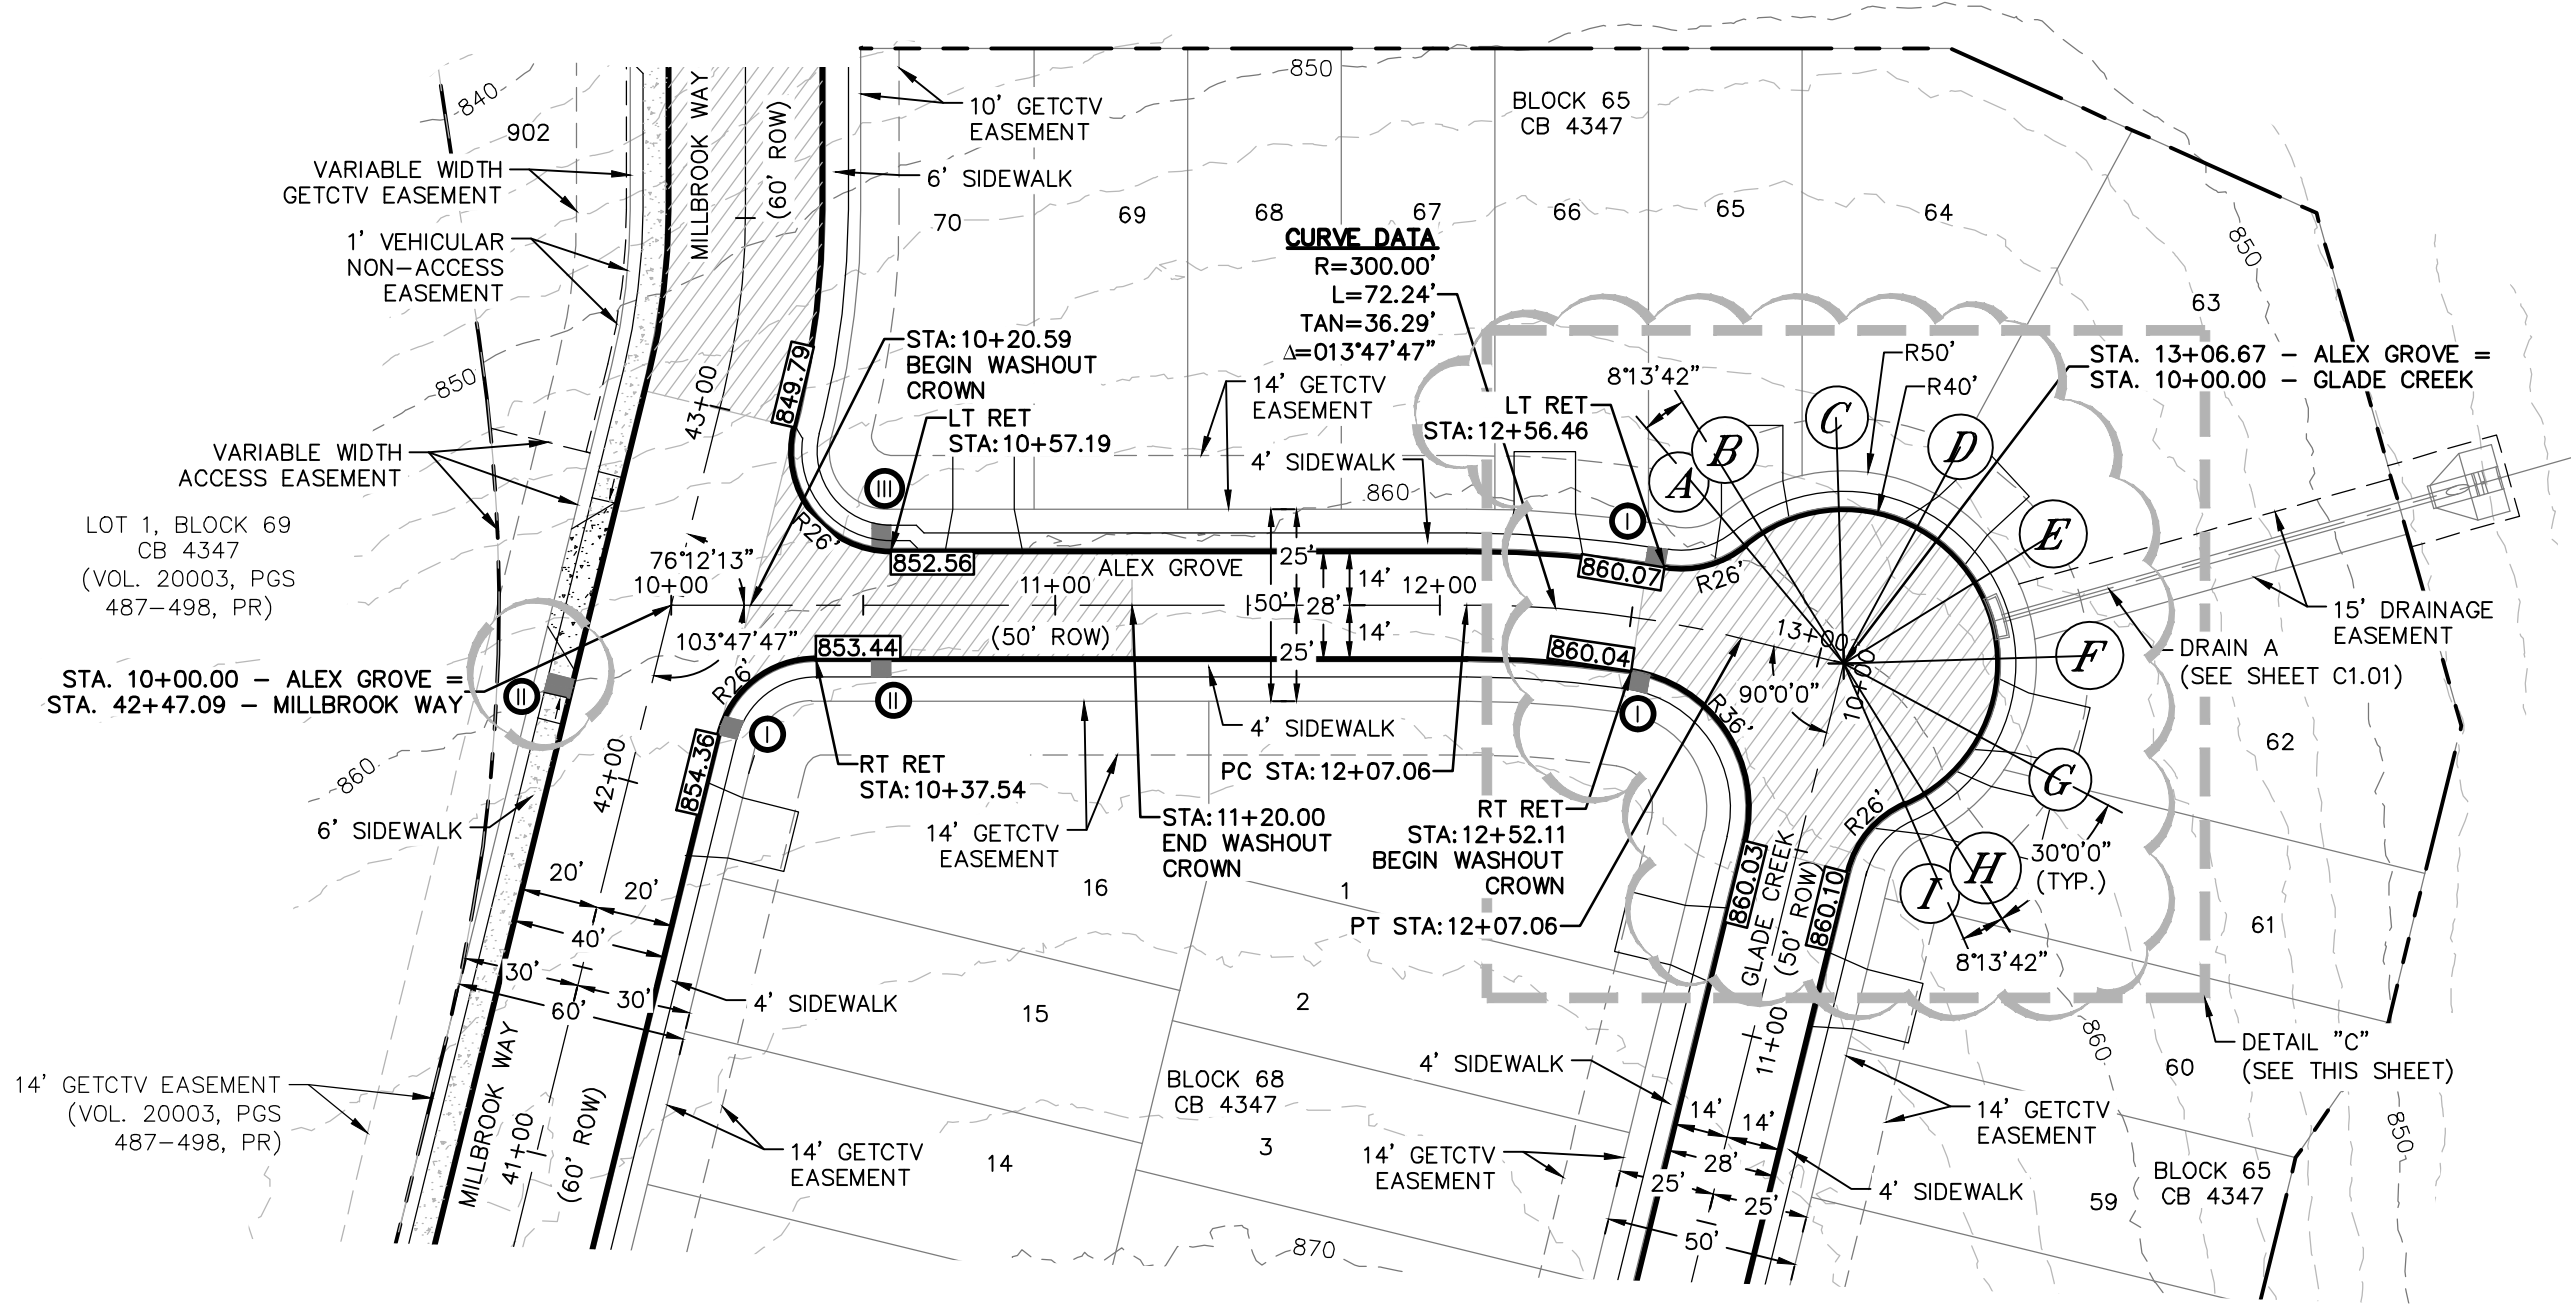 840
902
VARIABLE WIDTH
GETCTV EASEMENT
1' VEHICULAR
NON-ACCESS
EASEMENT
850
VARIABLE WIDTH
ACCESS EASEMENT
LOT 1, BLOCK 69
CB 4347
(VOL. 20003, PGS
487-498, PR)
STA. 10+00.00 - ALEX GROVE =
STA. 42+47.09 - MILLBROOK WAY
II
860
6' SIDEWALK
14' GETCTV EASEMENT
(VOL. 20003, PGS
487-498, PR)
MILLBROOK WAY
(60' ROW)
43+00
849.79
10' GETCTV
EASEMENT
6' SIDEWALK
850
BLOCK 65
CB 4347
70
69
68
67
66
65
64
63
CURVE DATA
R=300.00'
L=72.24'
TAN=36.29'
Δ=013°47'47"
STA:10+20.59
BEGIN WASHOUT
CROWN
LT RET
STA:10+57.19
III
R26'
852.56
76°12'13"
10+00
103°47'47"
853.44
R26'
II
I
854.36
42+00
RT RET
STA:10+37.54
14' GETCTV
EASEMENT
4' SIDEWALK
860
ALEX GROVE
11+00
(50' ROW)
25'
50'
28'
14'
14'
25'
12+00
4' SIDEWALK
PC STA:12+07.06
14' GETCTV
EASEMENT
STA:11+20.00
END WASHOUT
CROWN
RT RET
STA:12+52.11
BEGIN WASHOUT
CROWN
PT STA:12+07.06
LT RET
STA:12+56.46
I
860.07
860.04
I
8°13'42"
A
B
C
D
E
F
G
H
I
R50'
R40'
R26'
13+00
10+00
90°0'0"
R36'
R26'
860.03
860.10
GLADE CREEK
(50' ROW)
30°0'0"
(TYP.)
8°13'42"
STA. 13+06.67 - ALEX GROVE =
STA. 10+00.00 - GLADE CREEK
850
15' DRAINAGE
EASEMENT
DRAIN A
(SEE SHEET C1.01)
62
61
60
59
DETAIL "C"
(SEE THIS SHEET)
860
850
BLOCK 65
CB 4347
20'
20'
40'
30'
30'
60'
4' SIDEWALK
MILLBROOK WAY
41+00
(60' ROW)
14' GETCTV
EASEMENT
16
1
15
2
14
3
BLOCK 68
CB 4347
870
4' SIDEWALK
14' GETCTV
EASEMENT
11+00
14'
14'
28'
25'
25'
50'
14' GETCTV
EASEMENT
4' SIDEWALK